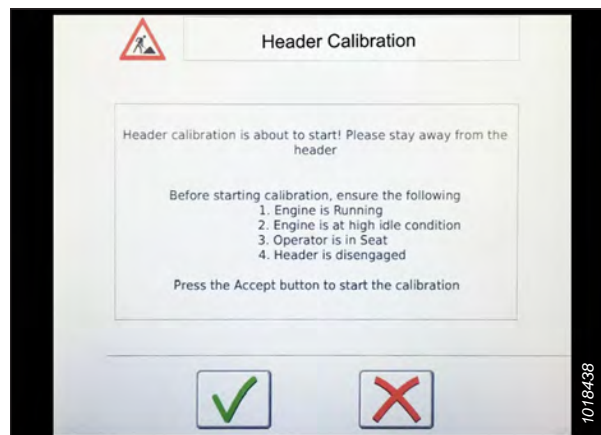 Header Calibration
Header calibration is about to start! Please stay away from the
header
Before starting calibration, ensure the following
1. Engine is Running
2. Engine is at high idle condition
3. Operator is in Seat
4. Header is disengaged
Press the Accept button to start the calibration
1018438